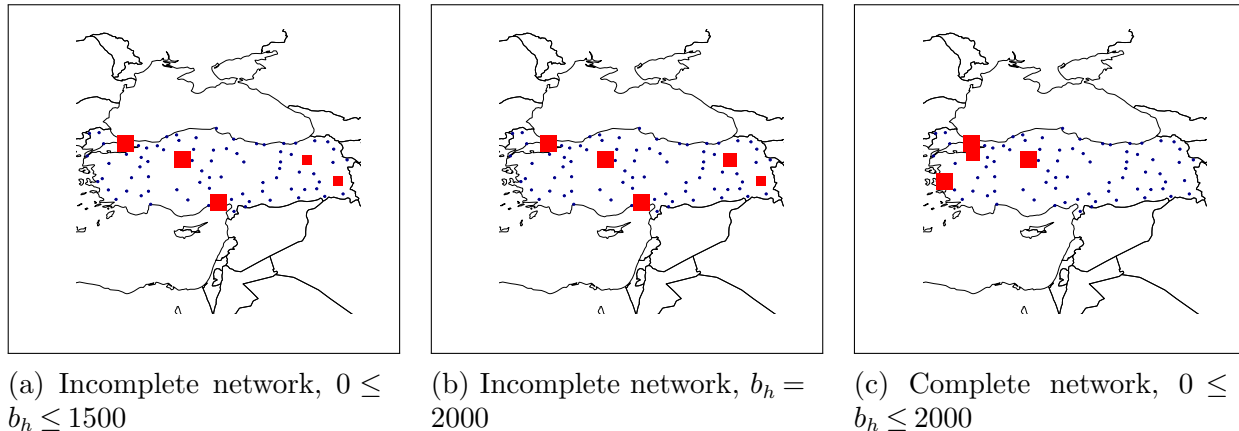 (a) Incomplete network, 0 ≤
b_h ≤ 1500
(b) Incomplete network, b_h =
2000
(c) Complete network, 0 ≤
b_h ≤ 2000